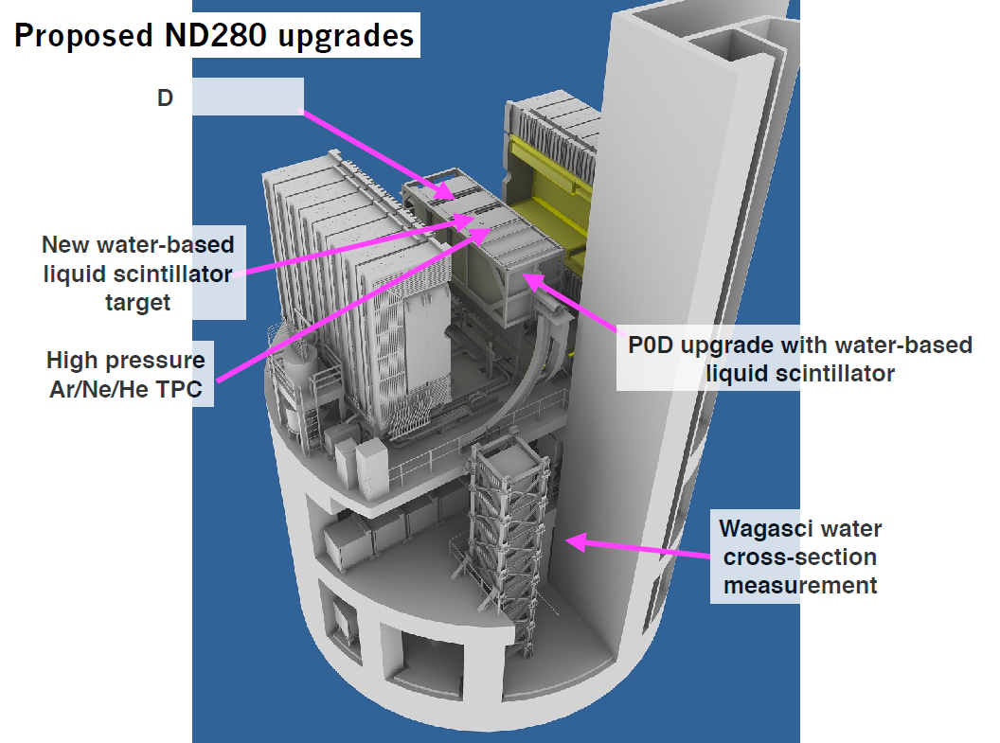 Proposed ND280 upgrades
D
New water-based
liquid scintillator
target
High pressure
Ar/Ne/He TPC
P0D upgrade with water-based
liquid scintillator
Wagasci water
cross-section
measurement